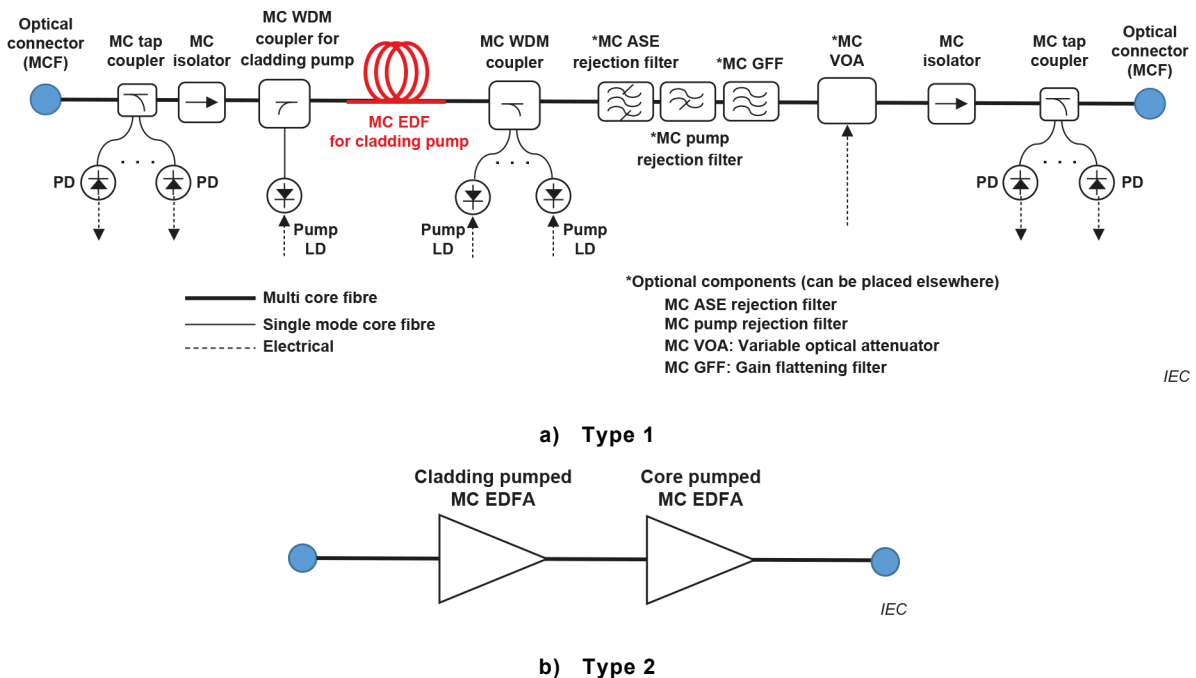 Optical
connector
(MCF)
MC tap
coupler
MC
isolator
MC WDM
coupler for
cladding pump
MC EDF
for cladding pump
MC WDM
coupler
*MC ASE
rejection filter
*MC pump
rejection filter
*MC GFF
*MC
VOA
MC
isolator
MC tap
coupler
Optical
connector
(MCF)
PD
. . .
PD
Pump
LD
. . .
Pump
LD
Pump
LD
PD
. . .
PD
Multi core fibre
Single mode core fibre
Electrical
*Optional components (can be placed elsewhere)
MC ASE rejection filter
MC pump rejection filter
MC VOA: Variable optical attenuator
MC GFF: Gain flattening filter
IEC
a) Type 1
Cladding pumped
MC EDFA
Core pumped
MC EDFA
IEC
b) Type 2